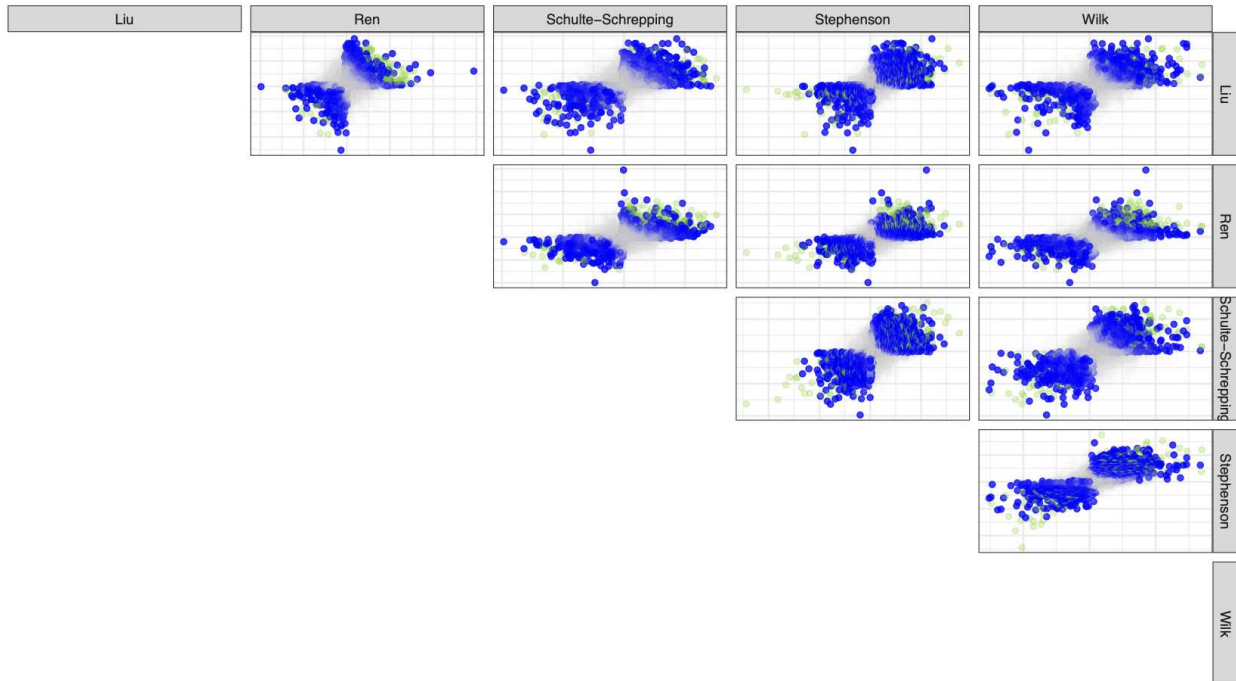 Liu
Ren
Schulte−Schrepping
Stephenson
Wilk
Liu
Ren
Schulte−Schrepping
Stephenson
Wilk